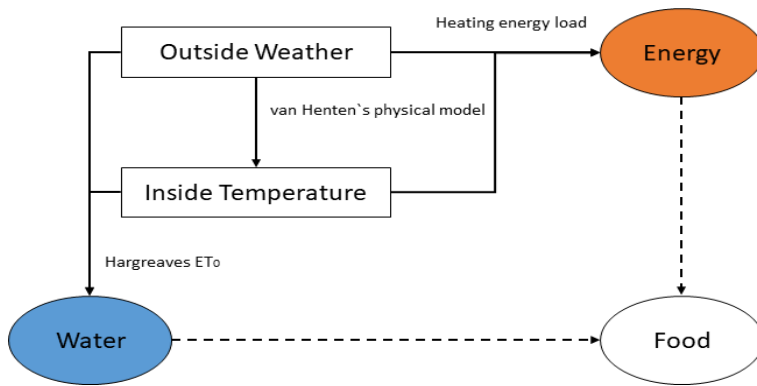 Heating energy load
Outside Weather
Energy
van Henten`s physical model
Inside Temperature
Hargreaves ET₀
Water
Food